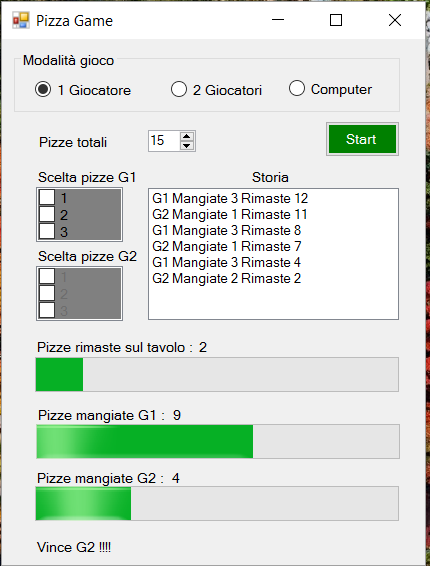 Pizza Game
Modalità gioco
1 Giocatore 2 Giocatori Computer
Pizze totali 15 Start
Scelta pizze G1 Storia
1
2
3
G1 Mangiate 3 Rimaste 12
G2 Mangiate 1 Rimaste 11
G1 Mangiate 3 Rimaste 8
G2 Mangiate 1 Rimaste 7
G1 Mangiate 3 Rimaste 4
G2 Mangiate 2 Rimaste 2
Scelta pizze G2
1
2
3
Pizze rimaste sul tavolo : 2
Pizze mangiate G1 : 9
Pizze mangiate G2 : 4
Vince G2 !!!!